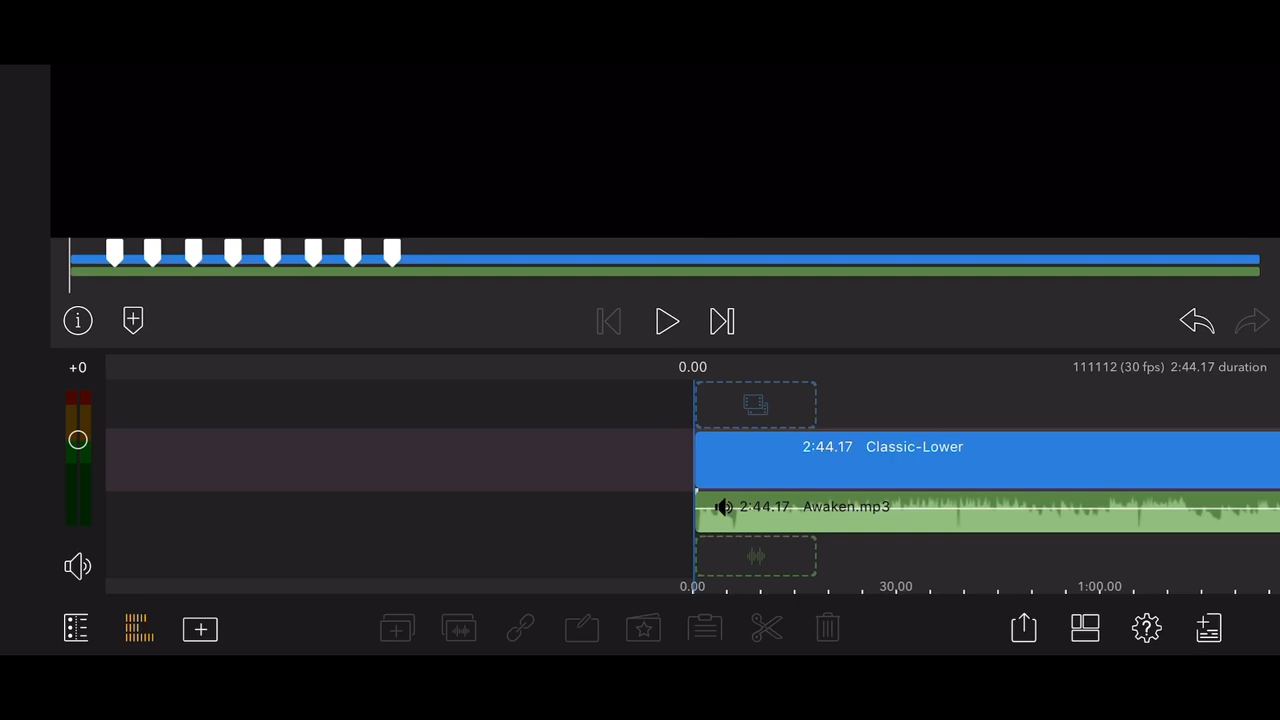 +0
0.00
111112 (30 fps) 2:44.17 duration
2:44.17 Classic-Lower
2:44.17 Awaken.mp3
0.00 30.00 1:00.00